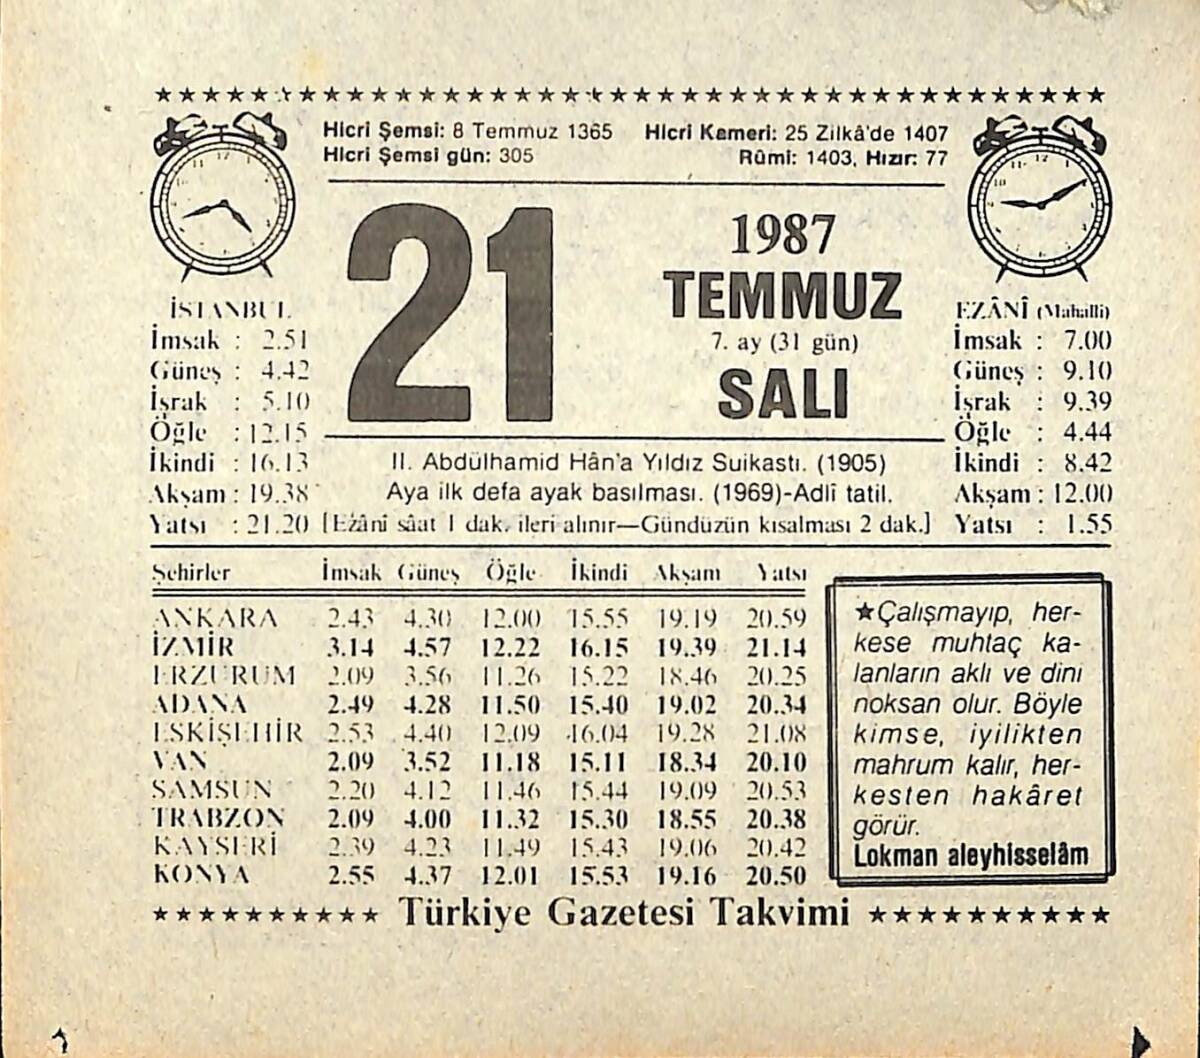 Hicri Şemsi: 8 Temmuz 1365 Hicri Kameri: 25 Zilkâ'de 1407
Hicri Şemsi gün: 305 Rûmi: 1403, Hızır: 77
21
1987
TEMMUZ
7. ay (31 gün)
SALI
İSTANBUL
İmsak : 2.51
Güneş : 4.42
İşrak : 5.10
Öğle : 12.15
İkindi : 16.13
Akşam : 19.38
Yatsı : 21.20
EZÂNÎ (Mahalli)
İmsak : 7.00
Güneş : 9.10
İşrak : 9.39
Öğle : 4.44
İkindi : 8.42
Akşam : 12.00
Yatsı : 1.55
II. Abdülhamid Hân'a Yıldız Suikastı. (1905)
Aya ilk defa ayak basılması. (1969)-Adlî tatil.
[Ezânî sâat 1 dak. ileri alınır—Gündüzün kısalması 2 dak.]
Şehirler İmsak Güneş Öğle İkindi Akşam Yatsı
ANKARA 2.43 4.30 12.00 15.55 19.19 20.59
İZMİR 3.14 4.57 12.22 16.15 19.39 21.14
ERZURUM 2.09 3.56 11.26 15.22 18.46 20.25
ADANA 2.49 4.28 11.50 15.40 19.02 20.34
ESKİŞEHİR 2.53 4.40 12.09 16.04 19.28 21.08
VAN 2.09 3.52 11.18 15.11 18.34 20.10
SAMSUN 2.20 4.12 11.46 15.44 19.09 20.53
TRABZON 2.09 4.00 11.32 15.30 18.55 20.38
KAYSERİ 2.39 4.23 11.49 15.43 19.06 20.42
KONYA 2.55 4.37 12.01 15.53 19.16 20.50
★Çalışmayıp, her-
kese muhtaç ka-
lanların aklı ve dini
noksan olur. Böyle
kimse, iyilikten
mahrum kalır, her-
kesten hakâret
görür.
Lokman aleyhisselâm
Türkiye Gazetesi Takvimi